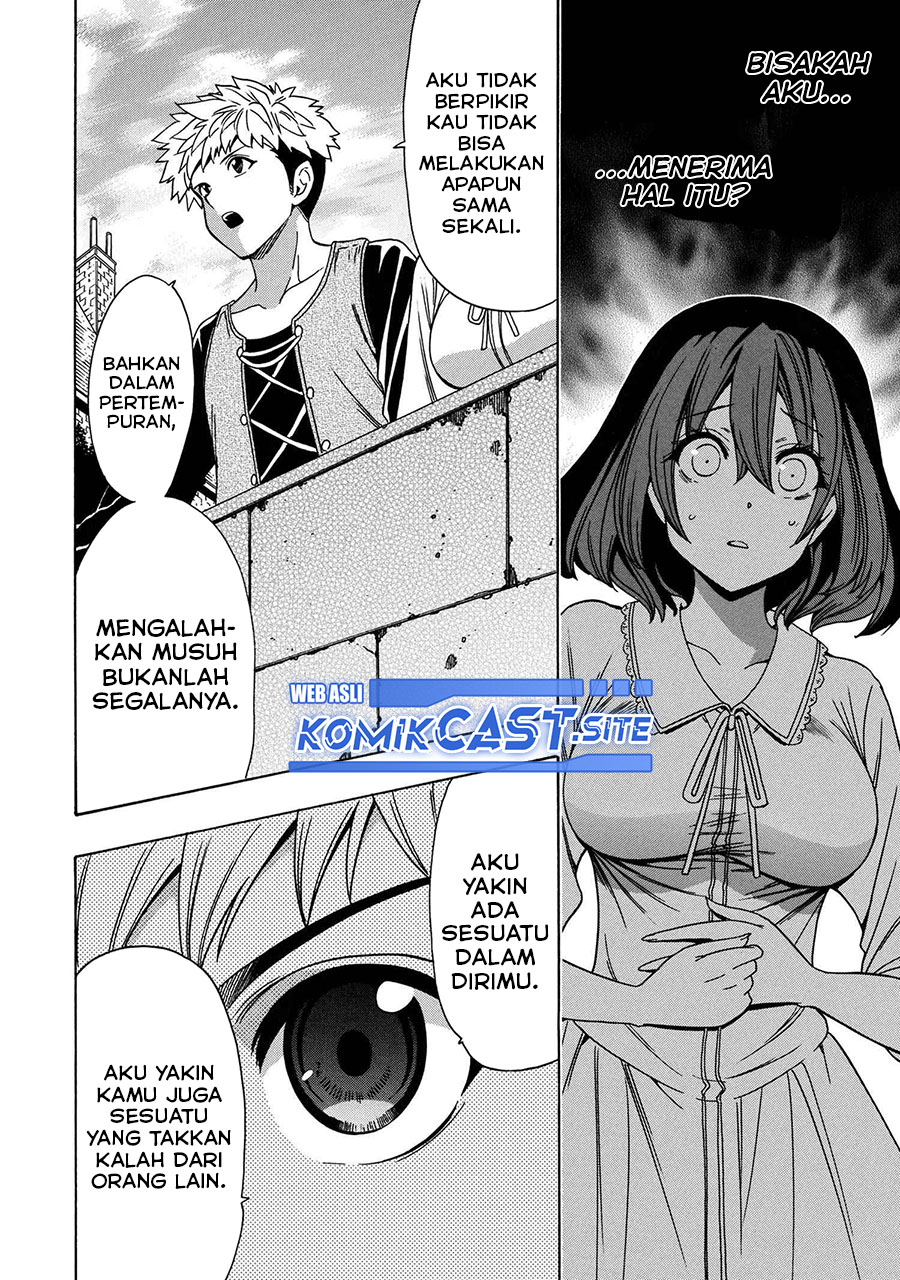 BISAKAH
AKU...
...MENERIMA
HAL ITU?
AKU TIDAK
BERPIKIR
KAU TIDAK
BISA
MELAKUKAN
APAPUN
SAMA
SEKALI.
BAHKAN
DALAM
PERTEM-
PURAN,
MENGALAH-
KAN MUSUH
BUKANLAH
SEGALANYA.
WEB ASLI
KOMIKCAST.SITE
AKU
YAKIN
ADA
SESUATU
DALAM
DIRIMU.
AKU YAKIN
KAMU JUGA
SESUATU
YANG TAKKAN
KALAH DARI
ORANG LAIN.